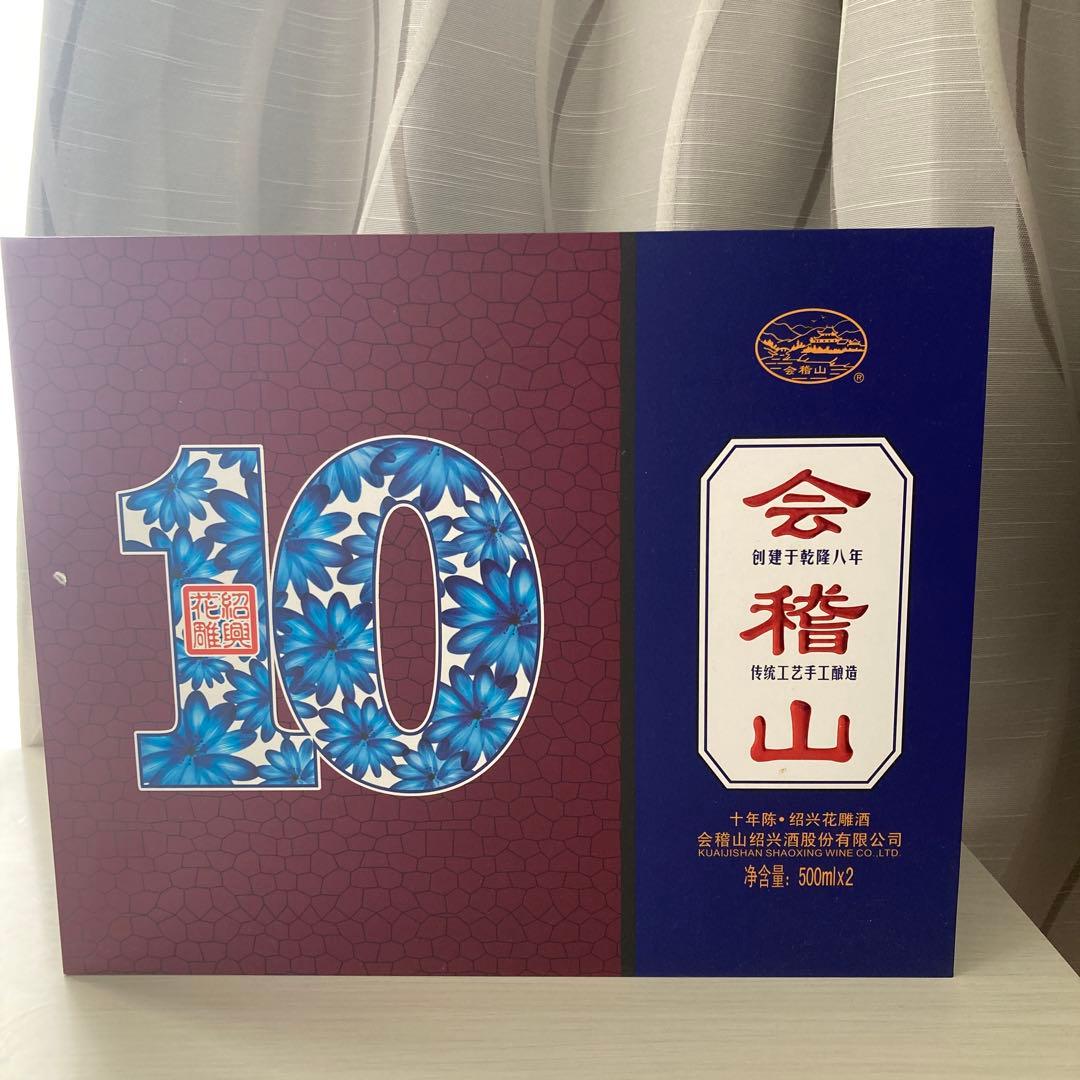 10
紹興
花雕
会稽山
®
会
创建于乾隆八年
稽
传统工艺手工酿造
山
十年陈•绍兴花雕酒
会稽山绍兴酒股份有限公司
KUAIJISHAN SHAOXING WINE CO.,LTD.
净含量：500mlx2